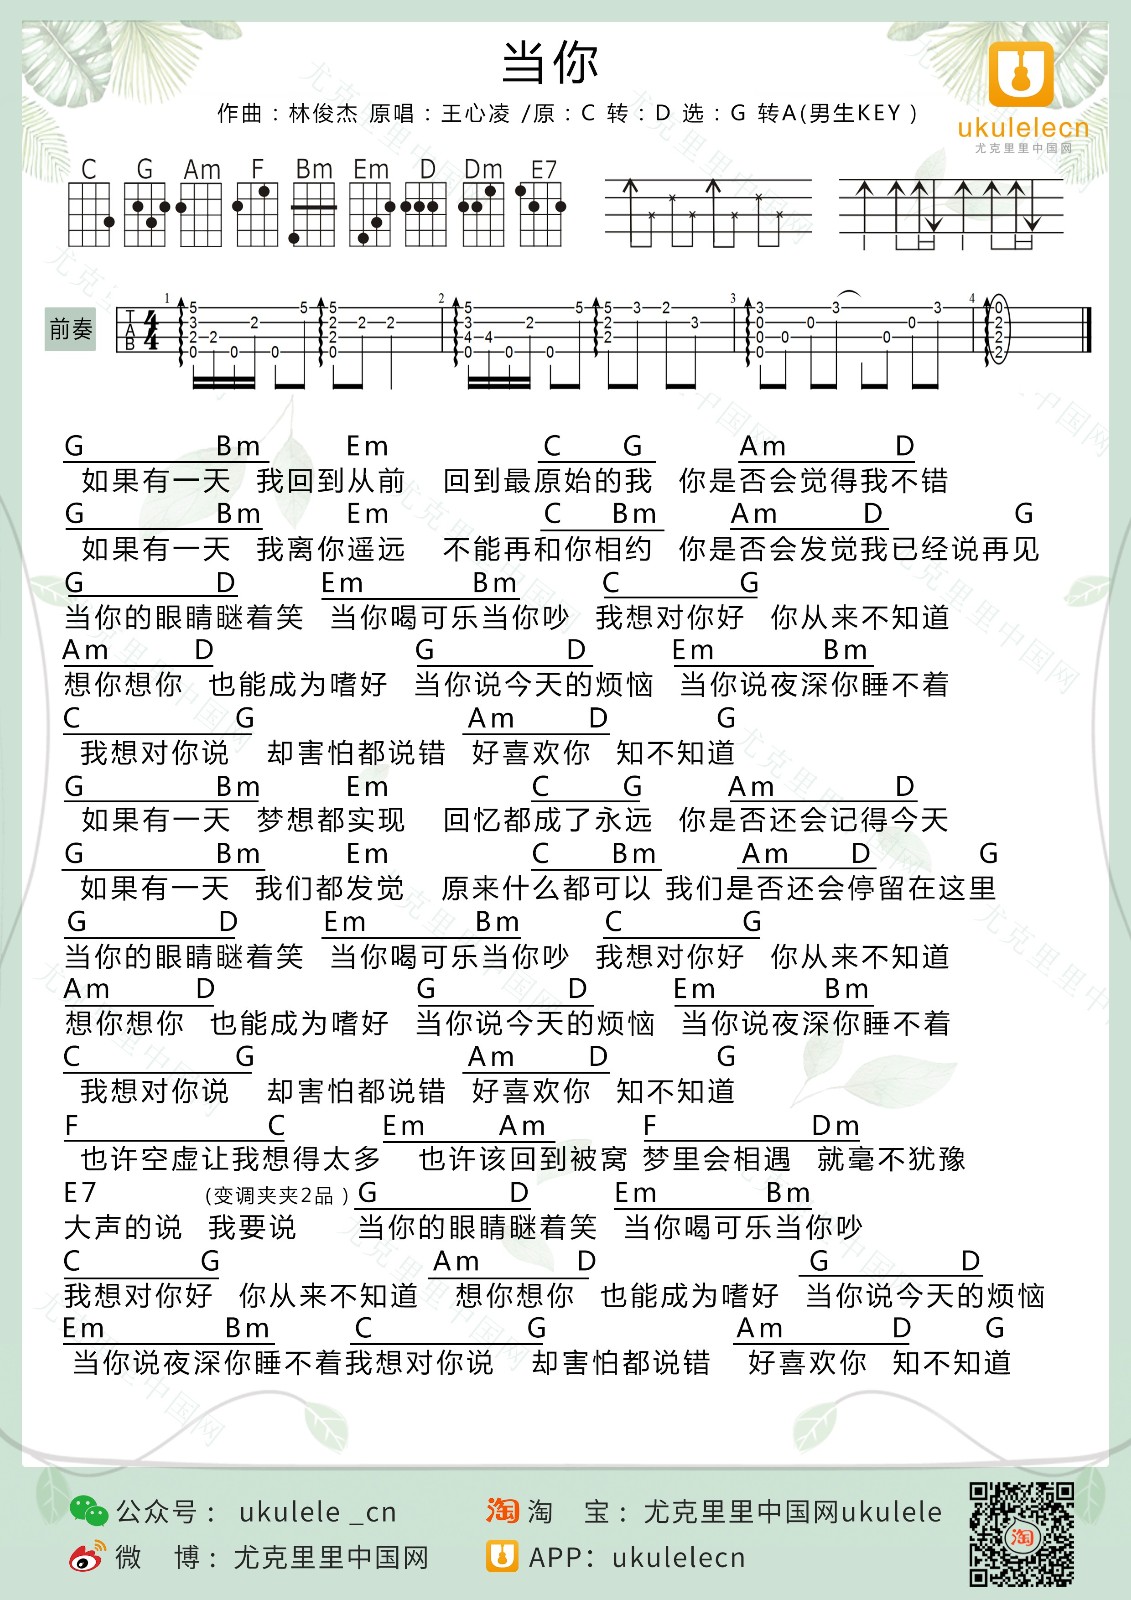 当你
作曲：林俊杰 原唱：王心凌 /原：C 转：D 选：G 转A(男生KEY )
ukulelecn
尤克里里中国网
C G Am F Bm Em D Dm E7
前奏
1 2 3 4
T A B 4 4
G Bm Em C G Am D
如果有一天 我回到从前 回到最原始的我 你是否会觉得我不错
G Bm Em C Bm Am D G
如果有一天 我离你遥远 不能再和你相约 你是否会发觉我已经说再见
G D Em Bm C G
当你的眼睛瞇着笑 当你喝可乐当你吵 我想对你好 你从来不知道
Am D G D Em Bm
想你想你 也能成为嗜好 当你说今天的烦恼 当你说夜深你睡不着
C G Am D G
我想对你说 却害怕都说错 好喜欢你 知不知道
G Bm Em C G Am D
如果有一天 梦想都实现 回忆都成了永远 你是否还会记得今天
G Bm Em C Bm Am D G
如果有一天 我们都发觉 原来什么都可以 我们是否还会停留在这里
G D Em Bm C G
当你的眼睛瞇着笑 当你喝可乐当你吵 我想对你好 你从来不知道
Am D G D Em Bm
想你想你 也能成为嗜好 当你说今天的烦恼 当你说夜深你睡不着
C G Am D G
我想对你说 却害怕都说错 好喜欢你 知不知道
F C Em Am F Dm
也许空虚让我想得太多 也许该回到被窝 梦里会相遇 就毫不犹豫
E7 (变调夹夹2品 ) G D Em Bm
大声的说 我要说 当你的眼睛瞇着笑 当你喝可乐当你吵
C G Am D G D
我想对你好 你从来不知道 想你想你 也能成为嗜好 当你说今天的烦恼
Em Bm C G Am D G
当你说夜深你睡不着我想对你说 却害怕都说错 好喜欢你 知不知道
公众号： ukulele _cn 淘 淘 宝：尤克里里中国网ukulele
微 博：尤克里里中国网 APP：ukulelecn
淘